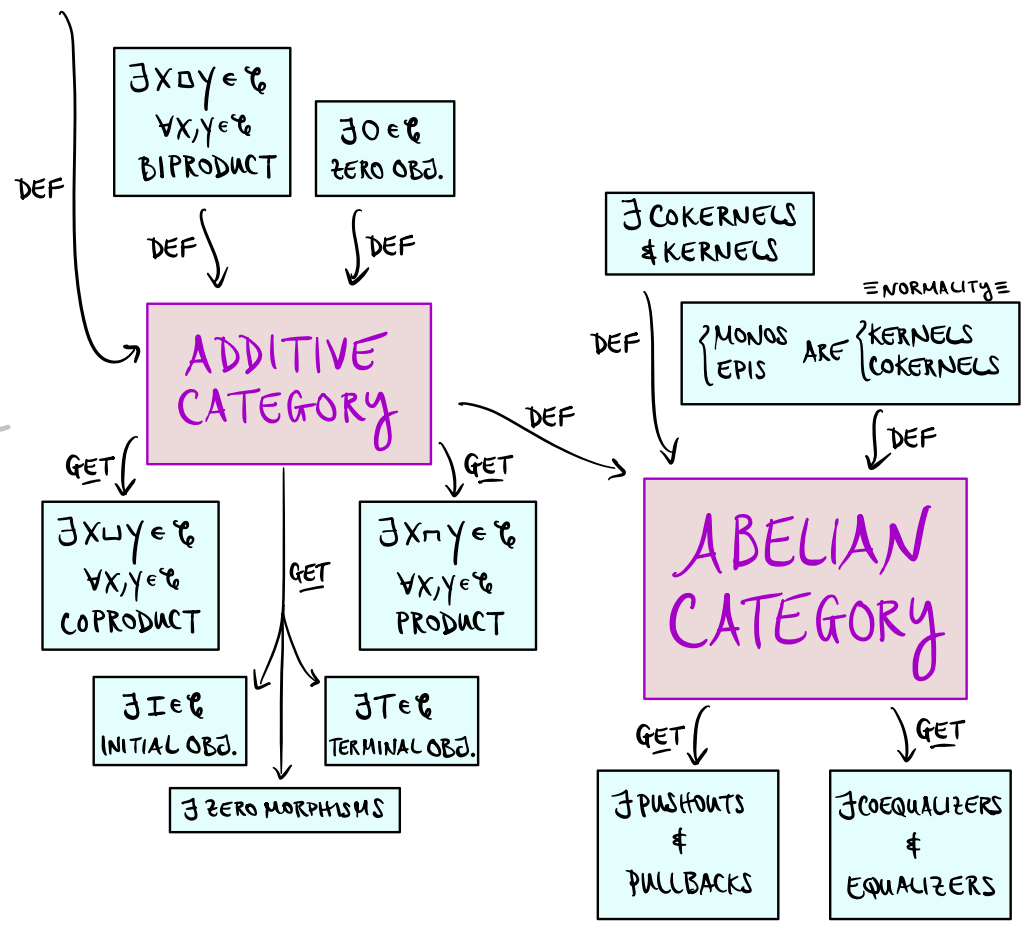 ∃X□Y∈𝒞
∀X,Y∈𝒞
BIPRODUCT
∃0∈𝒞
ZERO OBJ.
DEF
DEF
DEF
ADDITIVE
CATEGORY
GET
GET
∃X⊔Y∈𝒞
∀X,Y∈𝒞
COPRODUCT
GET
∃X⊓Y∈𝒞
∀X,Y∈𝒞
PRODUCT
∃I∈𝒞
INITIAL OBJ.
∃T∈𝒞
TERMINAL OBJ.
∃ ZERO MORPHISMS
DEF
∃ COKERNELS
& KERNELS
≡NORMALITY≡
DEF
{MONOS ARE {KERNELS
EPIS COKERNELS
DEF
ABELIAN
CATEGORY
GET
GET
∃ PUSHOUTS
&
PULLBACKS
∃COEQUALIZERS
&
EQUALIZERS